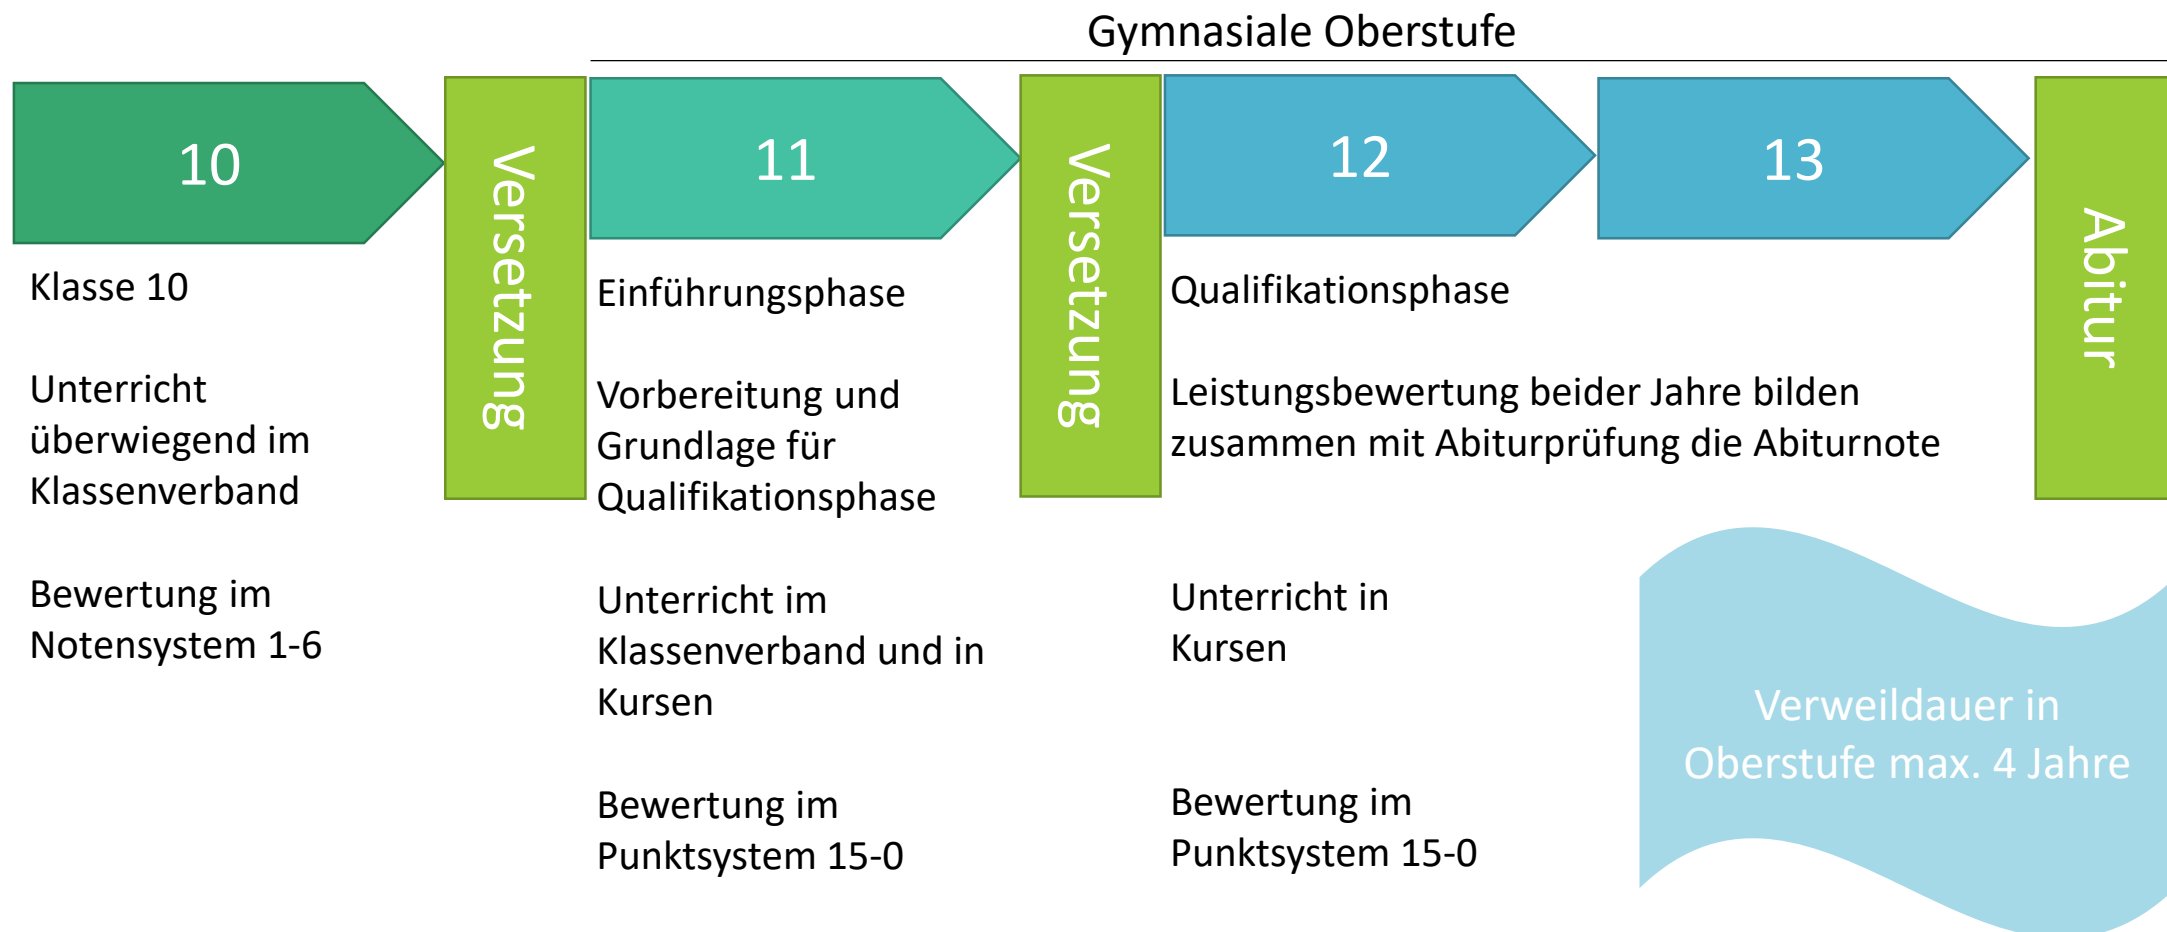 Gymnasiale Oberstufe
10
Versetzung
11
Versetzung
12
13
Abitur
Klasse 10
Unterricht
überwiegend im
Klassenverband
Bewertung im
Notensystem 1-6
Einführungsphase
Vorbereitung und
Grundlage für
Qualifikationsphase
Unterricht im
Klassenverband und in
Kursen
Bewertung im
Punktsystem 15-0
Qualifikationsphase
Leistungsbewertung beider Jahre bilden
zusammen mit Abiturprüfung die Abiturnote
Unterricht in
Kursen
Bewertung im
Punktsystem 15-0
Verweildauer in
Oberstufe max. 4 Jahre